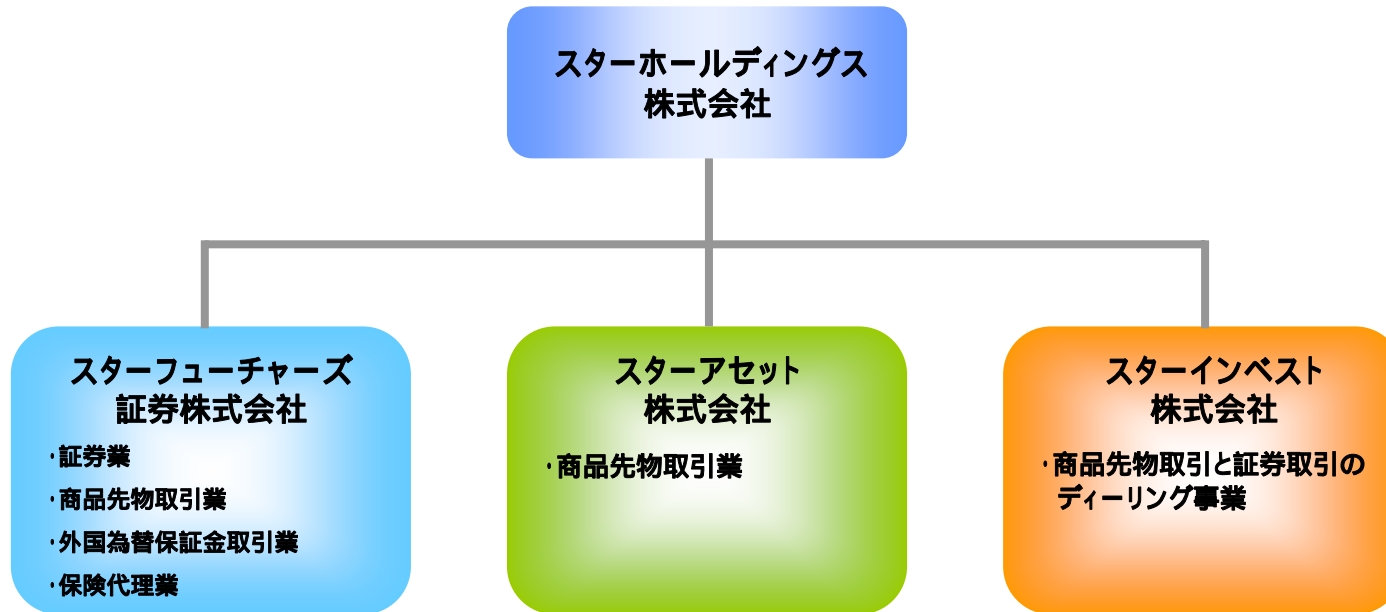 スターホールディングス
株式会社
スターフューチャーズ
証券株式会社
・証券業
・商品先物取引業
・外国為替保証金取引業
・保険代理業
スターアセット
株式会社
・商品先物取引業
スターインベスト
株式会社
・商品先物取引と証券取引の
ディーリング事業